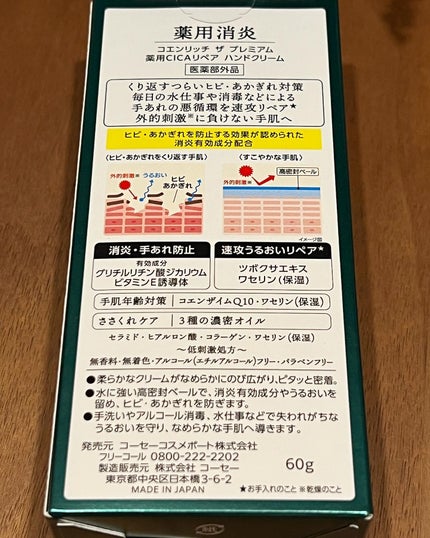 薬用消炎
コエンリッチ ザ プレミアム
薬用CICAリペア ハンドクリーム
医薬部外品
くり返すつらいヒビ・あかぎれ対策
毎日の水仕事や消毒などによる
手あれの悪循環を速攻リペア★
外的刺激※に負けない手肌へ
ヒビ・あかぎれを防止する効果が認められた
消炎有効成分配合
〈ヒビ・あかぎれをくり返す手肌〉
外的刺激※
うるおい
ヒビ
あかぎれ
〈すこやかな手肌〉
外的刺激※
高密封ベール
イメージ図
消炎・手あれ防止
有効成分
グリチルリチン酸ジカリウム
ビタミンE誘導体
速攻うるおいリペア★
ツボクサエキス
ワセリン(保湿)
手肌年齢対策 コエンザイムQ10・ワセリン(保湿)
ささくれケア 3種の濃密オイル
セラミド・ヒアルロン酸・コラーゲン・ワセリン(保湿)
〜低刺激処方〜
無香料・無着色・アルコール(エチルアルコール)フリー・パラベンフリー
●柔らかなクリームがなめらかにのび広がり、ピタッと密着。
●水に強い高密封ベールで、消炎有効成分やうるおいを
留め、ヒビ・あかぎれを防ぎます。
●手洗いやアルコール消毒、水仕事などで失われがちな
うるおいを守り、なめらかな手肌へ導きます。
発売元 コーセーコスメポート株式会社
フリーコール 0800-222-2202
製造販売元 株式会社 コーセー
東京都中央区日本橋3-6-2
MADE IN JAPAN
60g
★お手入れのこと ※乾燥のこと